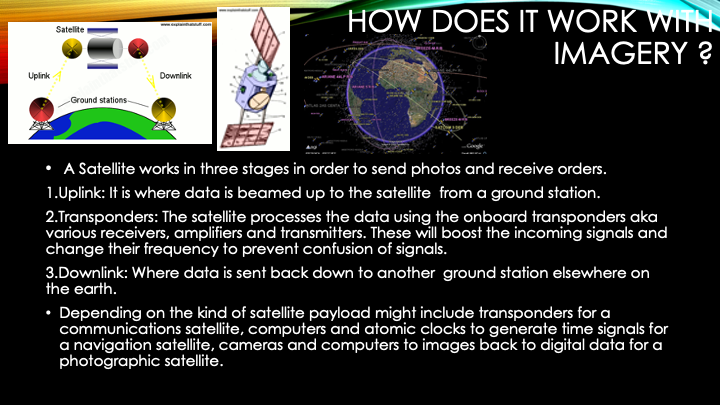 HOW DOES IT WORK WITH
IMAGERY ?
www.explainthatstuff.com
Satellite
Uplink
Downlink
Ground stations
Google
• A Satellite works in three stages in order to send photos and receive orders.
1.Uplink: It is where data is beamed up to the satellite from a ground station.
2.Transponders: The satellite processes the data using the onboard transponders aka
various receivers, amplifiers and transmitters. These will boost the incoming signals and
change their frequency to prevent confusion of signals.
3.Downlink: Where data is sent back down to another ground station elsewhere on
the earth.
• Depending on the kind of satellite payload might include transponders for a
communications satellite, computers and atomic clocks to generate time signals for
a navigation satellite, cameras and computers to images back to digital data for a
photographic satellite.